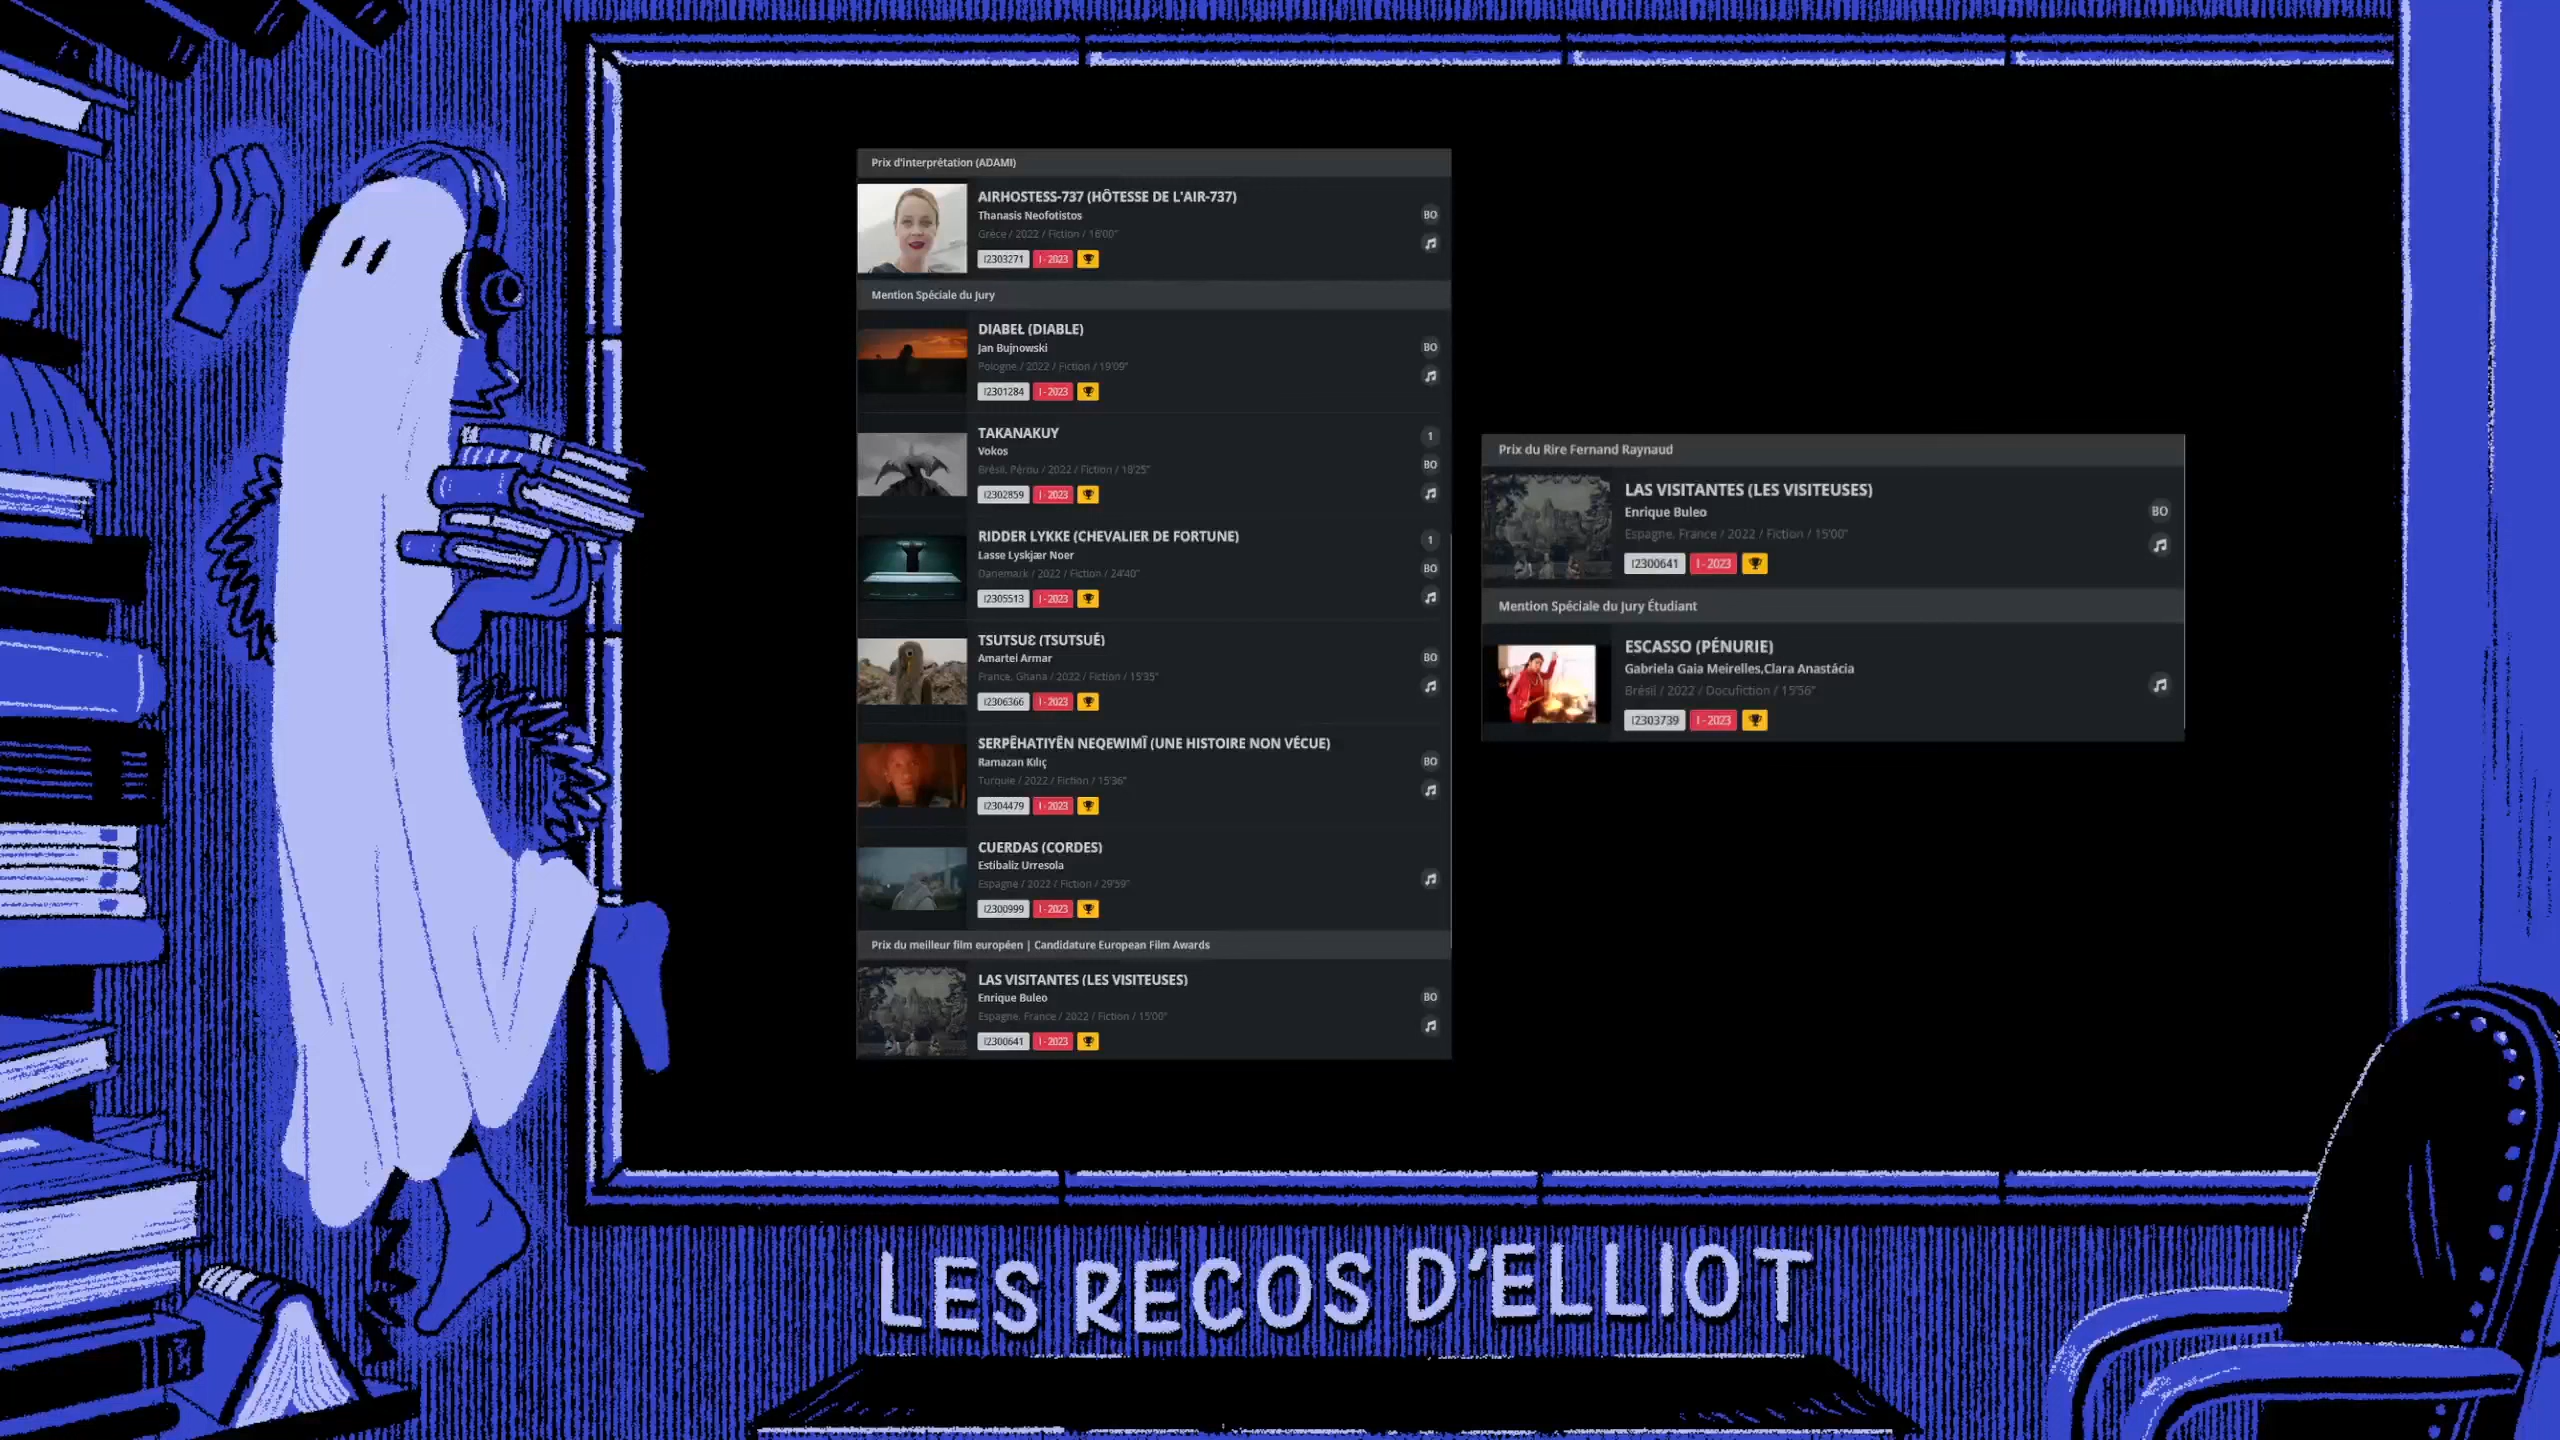 Prix d'interprétation (ADAMI)
AIRHOSTESS-737 (HÔTESSE DE L'AIR-737)
Thanasis Neofotistos
Grèce / 2022 / Fiction / 16'00"
I2303271 I - 2023
BO
Mention Spéciale du Jury
DIABEŁ (DIABLE)
Jan Bujnowski
Pologne / 2022 / Fiction / 19'09"
I2301284 I - 2023
BO
TAKANAKUY
Vokos
Brésil, Pérou / 2022 / Fiction / 18'25"
I2302859 I - 2023
1
BO
RIDDER LYKKE (CHEVALIER DE FORTUNE)
Lasse Lyskjær Noer
Danemark / 2022 / Fiction / 24'40"
I2305513 I - 2023
1
BO
TSUTSUƐ (TSUTSUÉ)
Amartei Armar
France, Ghana / 2022 / Fiction / 15'35"
I2306366 I - 2023
BO
SERPÊHATIYÊN NEQEWIMÎ (UNE HISTOIRE NON VÉCUE)
Ramazan Kılıç
Turquie / 2022 / Fiction / 15'36"
I2304479 I - 2023
BO
CUERDAS (CORDES)
Estibaliz Urresola
Espagne / 2022 / Fiction / 29'59"
I2300999 I - 2023
Prix du meilleur film européen | Candidature European Film Awards
LAS VISITANTES (LES VISITEUSES)
Enrique Buleo
Espagne, France / 2022 / Fiction / 15'00"
I2300641 I - 2023
BO
Prix du Rire Fernand Raynaud
LAS VISITANTES (LES VISITEUSES)
Enrique Buleo
Espagne, France / 2022 / Fiction / 15'00"
I2300641 I - 2023
BO
Mention Spéciale du Jury Étudiant
ESCASSO (PÉNURIE)
Gabriela Gaia Meirelles,Clara Anastácia
Brésil / 2022 / Docufiction / 15'56"
I2303739 I - 2023
LES RECOS D'ELLIOT